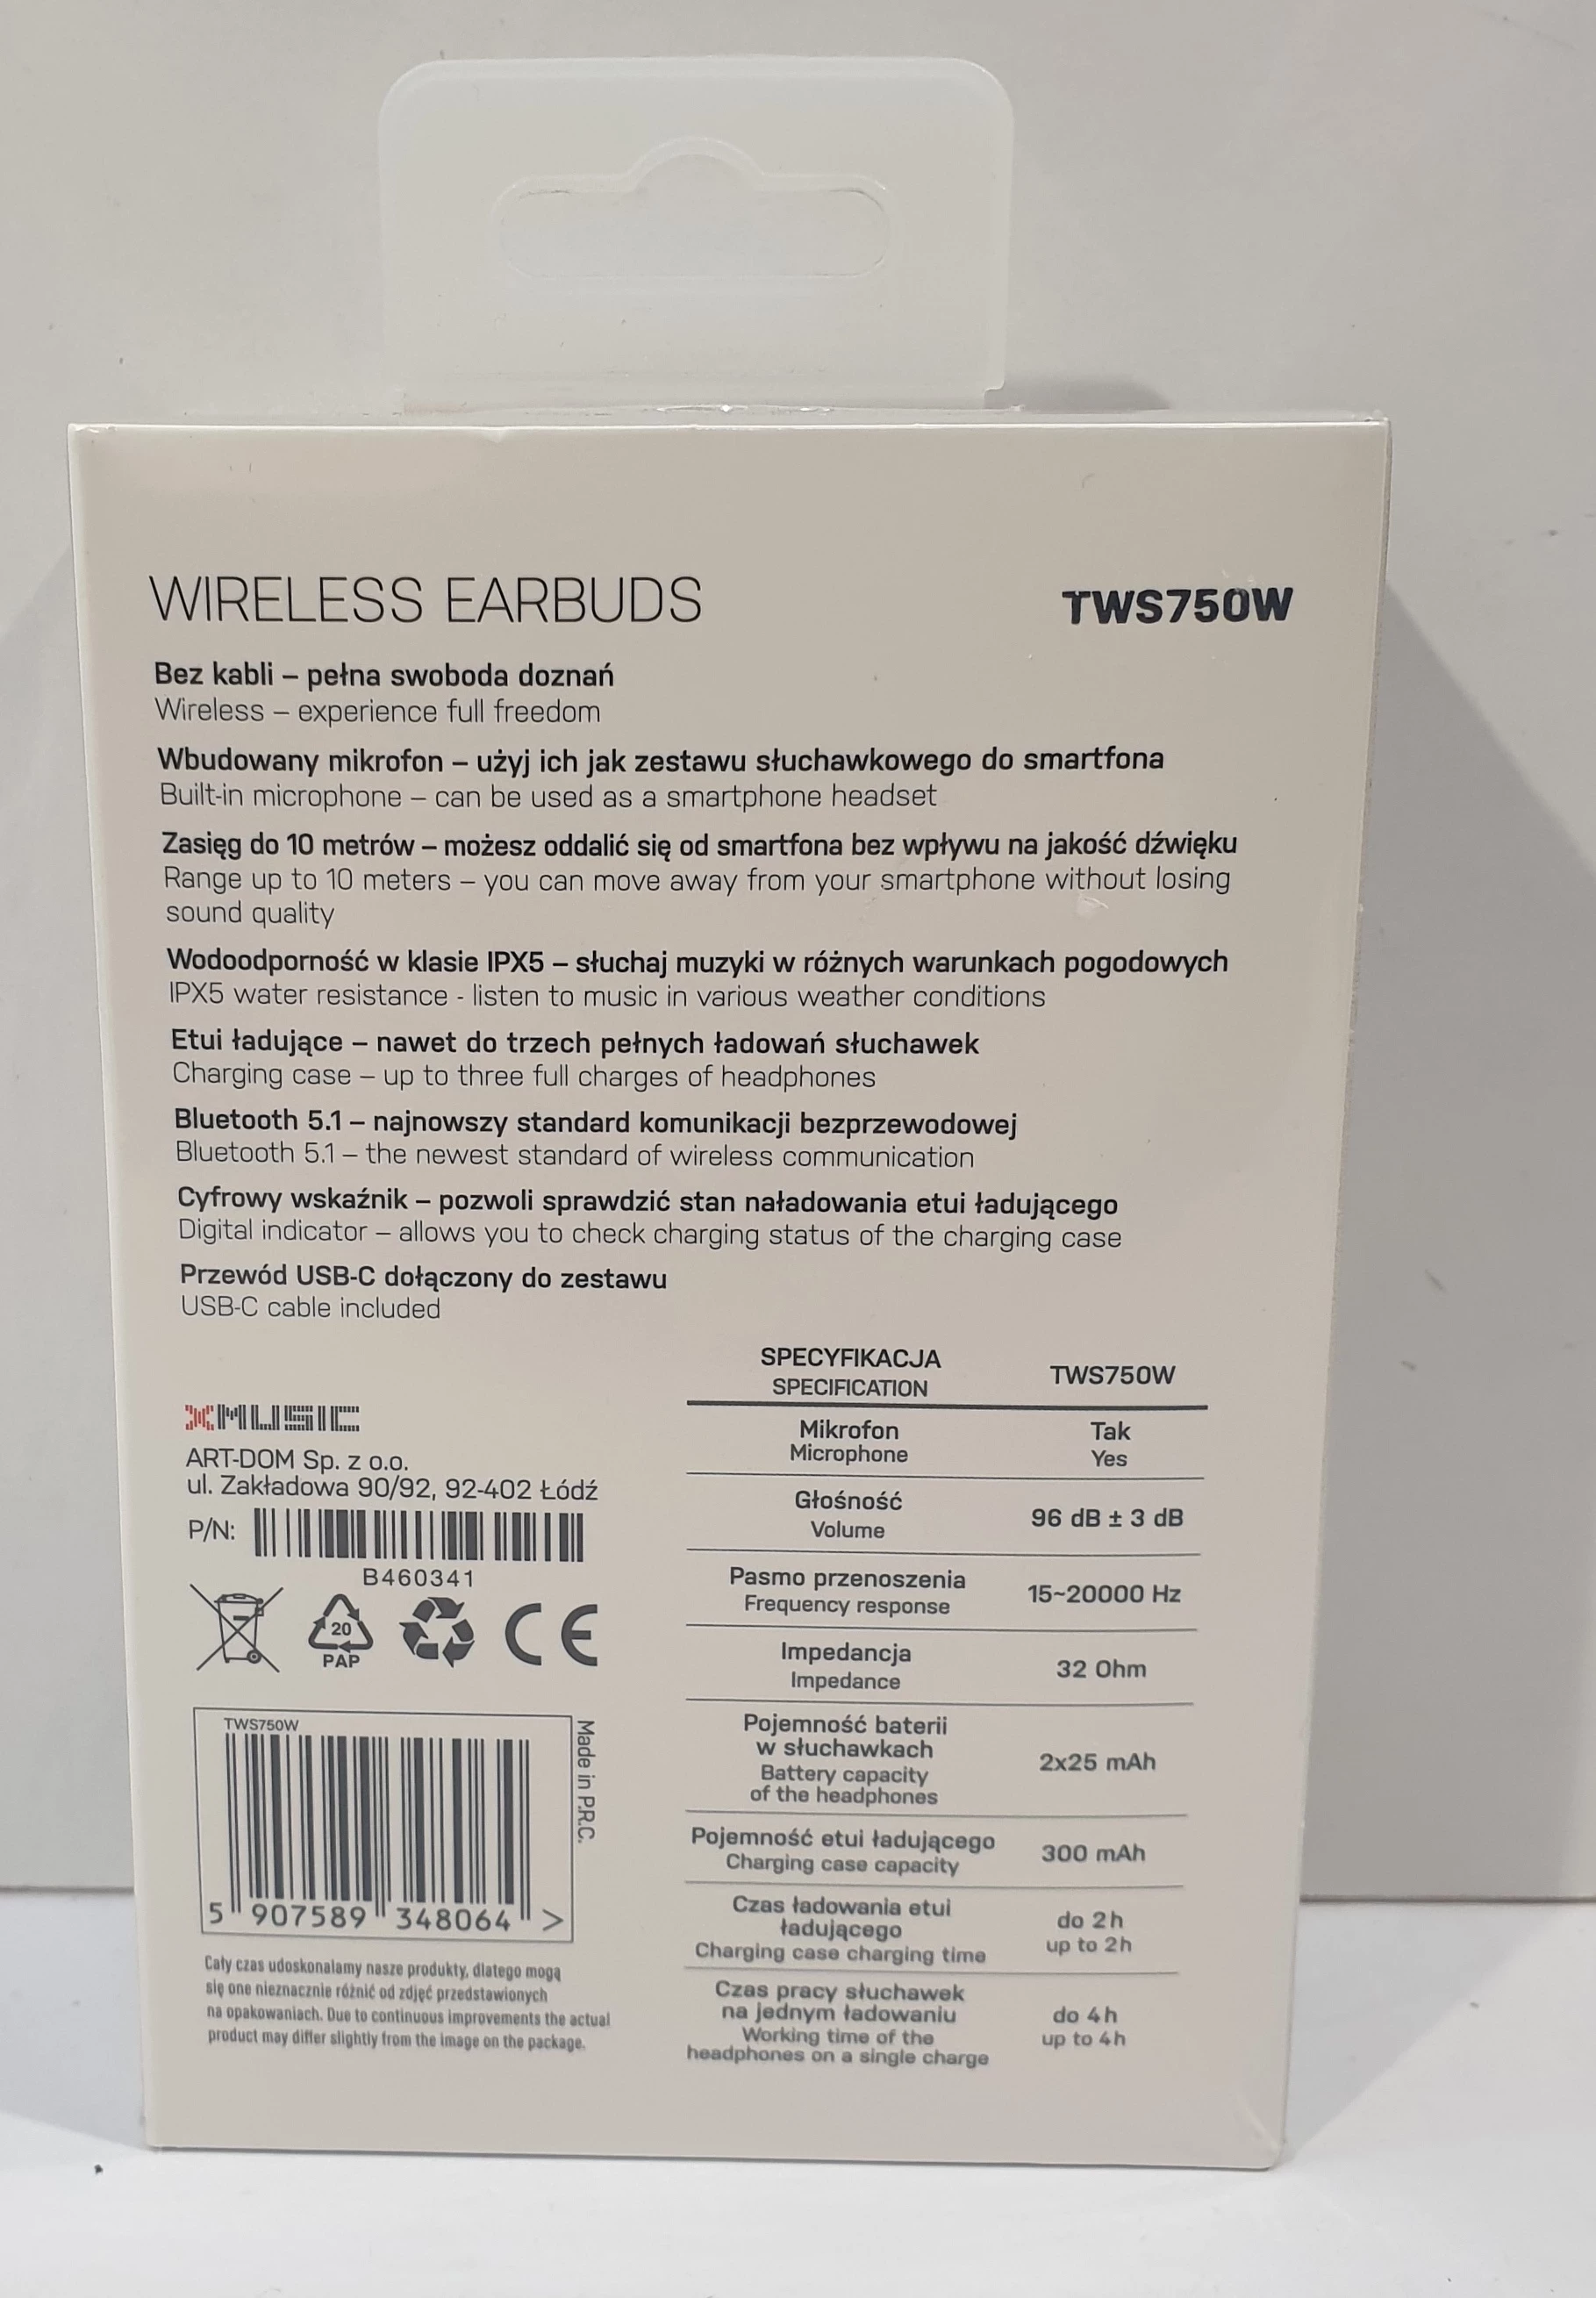 WIRELESS EARBUDS
TWS750W
Bez kabli – pełna swoboda doznań
Wireless – experience full freedom
Wbudowany mikrofon – użyj ich jak zestawu słuchawkowego do smartfona
Built-in microphone – can be used as a smartphone headset
Zasięg do 10 metrów – możesz oddalić się od smartfona bez wpływu na jakość dźwięku
Range up to 10 meters – you can move away from your smartphone without losing
sound quality
Wodoodporność w klasie IPX5 – słuchaj muzyki w różnych warunkach pogodowych
IPX5 water resistance - listen to music in various weather conditions
Etui ładujące – nawet do trzech pełnych ładowań słuchawek
Charging case – up to three full charges of headphones
Bluetooth 5.1 – najnowszy standard komunikacji bezprzewodowej
Bluetooth 5.1 – the newest standard of wireless communication
Cyfrowy wskaźnik – pozwoli sprawdzić stan naładowania etui ładującego
Digital indicator – allows you to check charging status of the charging case
Przewód USB-C dołączony do zestawu
USB-C cable included
XMUSIC
ART-DOM Sp. z o.o.
ul. Zakładowa 90/92, 92-402 Łódź
P/N:
B460341
20
PAP
CE
TWS750W
Made in P.R.C.
5 907589 348064 >
Cały czas udoskonalamy nasze produkty, dlatego mogą
się one nieznacznie różnić od zdjęć przedstawionych
na opakowaniach. Due to continuous improvements the actual
product may differ slightly from the image on the package.
SPECYFIKACJA
SPECIFICATION
TWS750W
Mikrofon
Microphone
Tak
Yes
Głośność
Volume
96 dB ± 3 dB
Pasmo przenoszenia
Frequency response
15~20000 Hz
Impedancja
Impedance
32 Ohm
Pojemność baterii
w słuchawkach
Battery capacity
of the headphones
2x25 mAh
Pojemność etui ładującego
Charging case capacity
300 mAh
Czas ładowania etui
ładującego
Charging case charging time
do 2h
up to 2h
Czas pracy słuchawek
na jednym ładowaniu
Working time of the
headphones on a single charge
do 4h
up to 4h